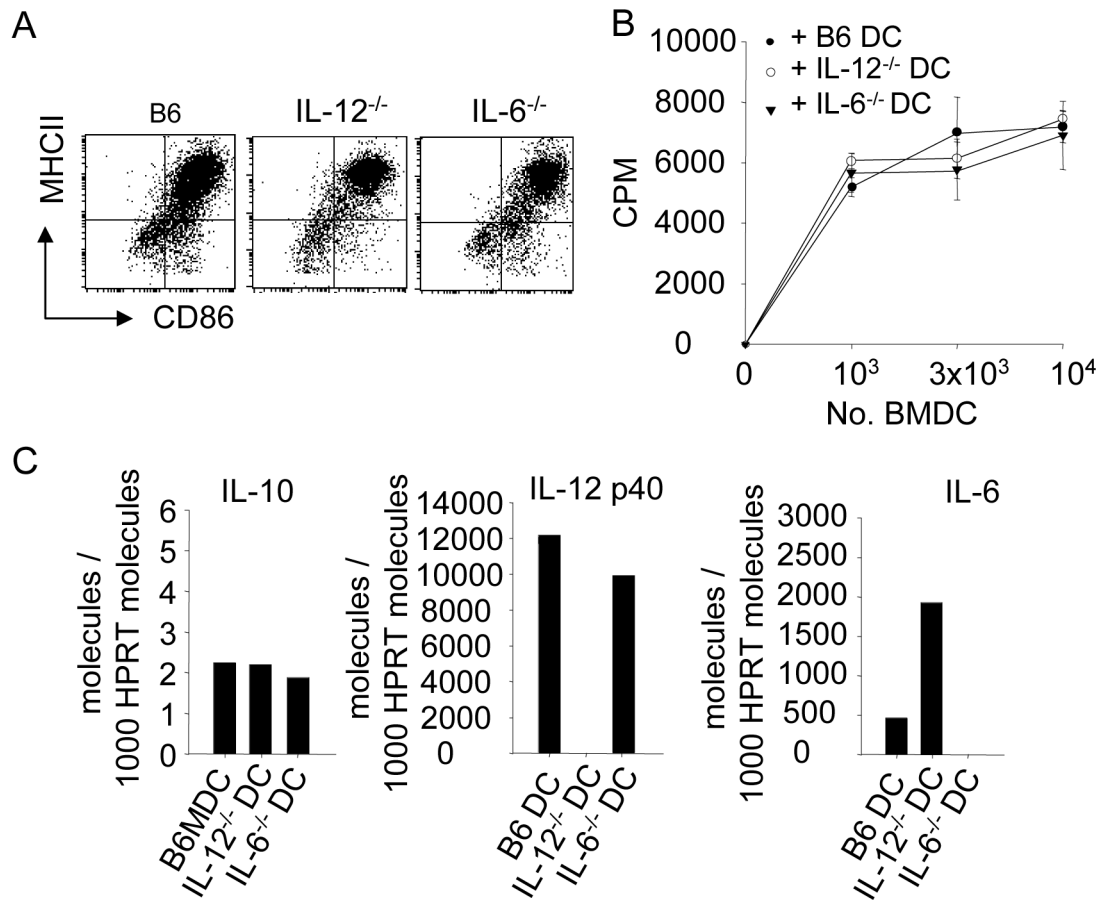 A
B6
IL-12-/-
IL-6-/-
MHCII
CD86
B
+ B6 DC
+ IL-12-/- DC
+ IL-6-/- DC
CPM
10000
8000
6000
4000
2000
0
0
10³
3x10³
10⁴
No. BMDC
C
IL-10
molecules /
1000 HPRT molecules
6
5
4
3
2
1
0
B6MDC
IL-12-/- DC
IL-6-/- DC
IL-12 p40
molecules /
1000 HPRT molecules
14000
12000
10000
8000
6000
4000
2000
0
B6 DC
IL-12-/- DC
IL-6-/- DC
IL-6
molecules /
1000 HPRT molecules
3000
2500
2000
1500
1000
500
0
B6 DC
IL-12-/- DC
IL-6-/- DC